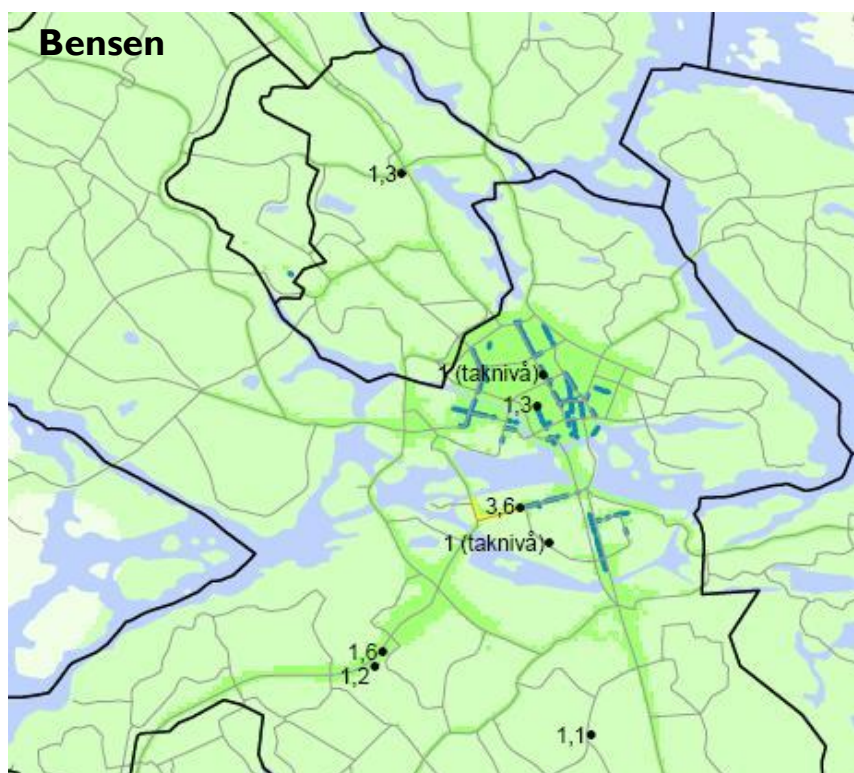 Bensen
1,3
1 (taknivå)
1,3
3,6
1 (taknivå)
1,6
1,2
1,1